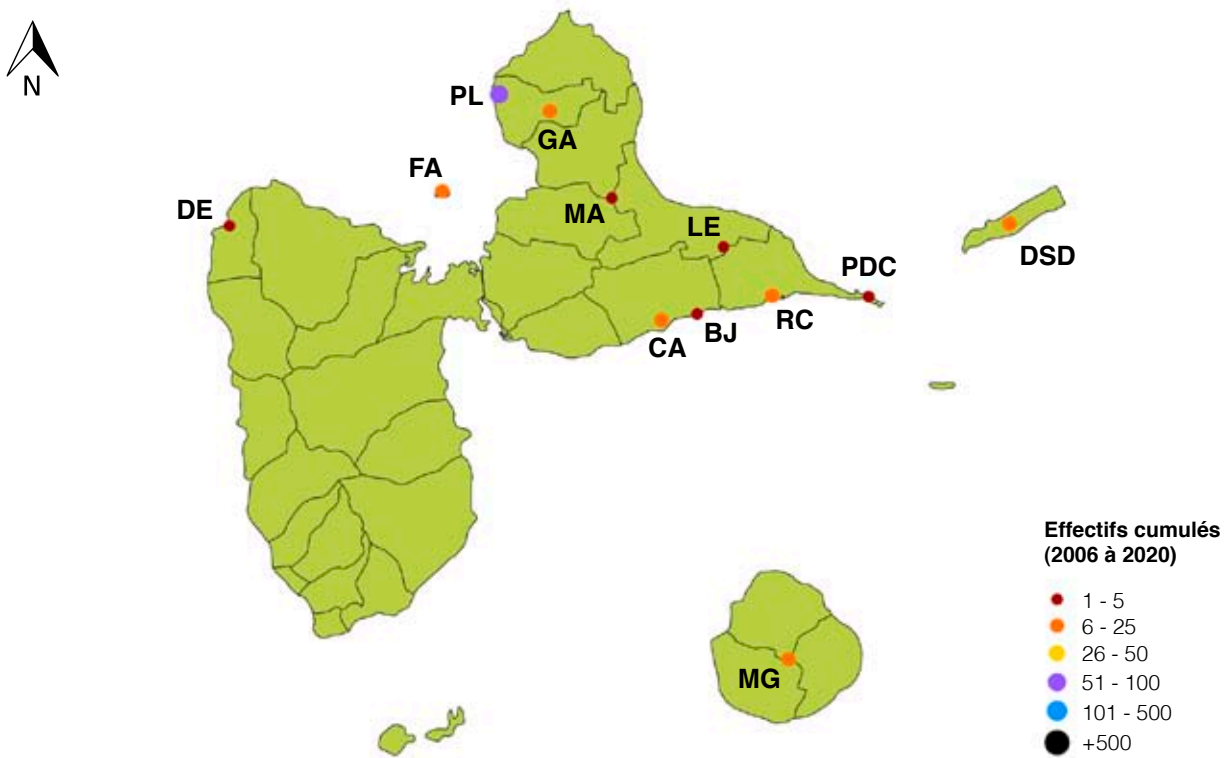 N
PL
GA
FA
DE
MA
LE
DSD
PDC
RC
BJ
CA
MG
Effectifs cumulés
(2006 à 2020)
1 - 5
6 - 25
26 - 50
51 - 100
101 - 500
+500